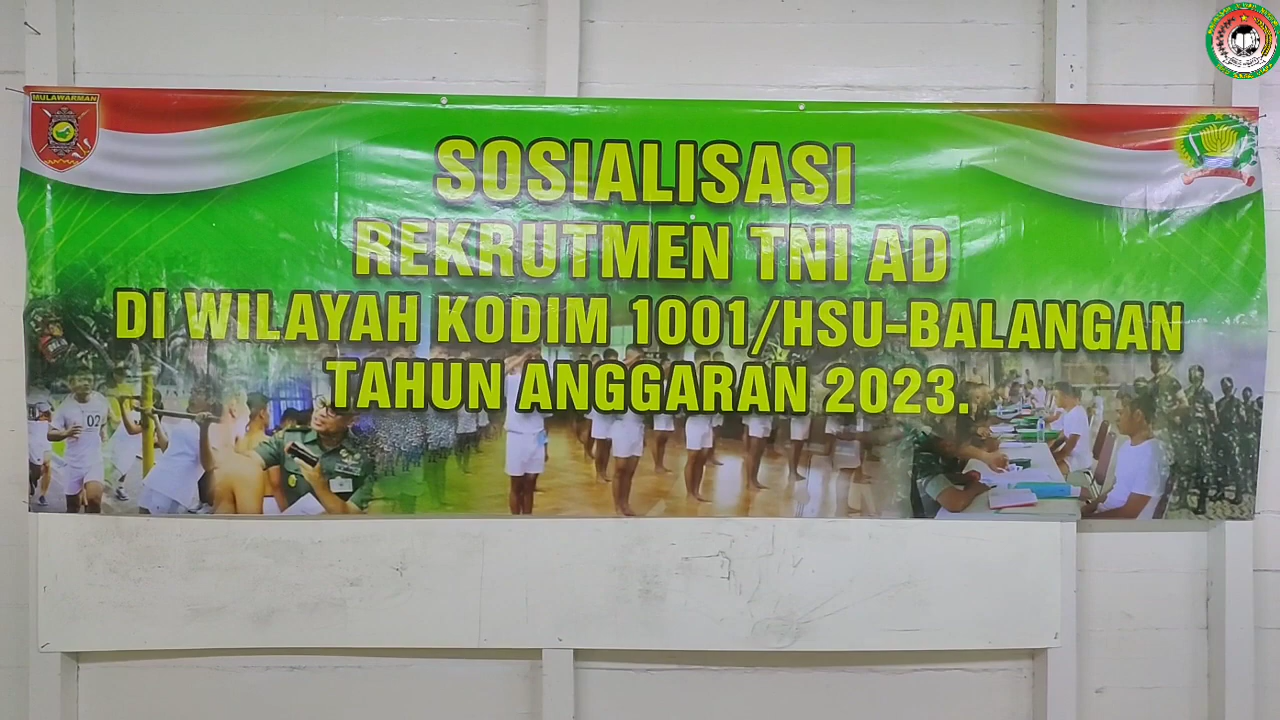 MULAWARMAN
SOSIALISASI
REKRUTMEN TNI AD
DI WILAYAH KODIM 1001/HSU-BALANGAN
TAHUN ANGGARAN 2023.
02